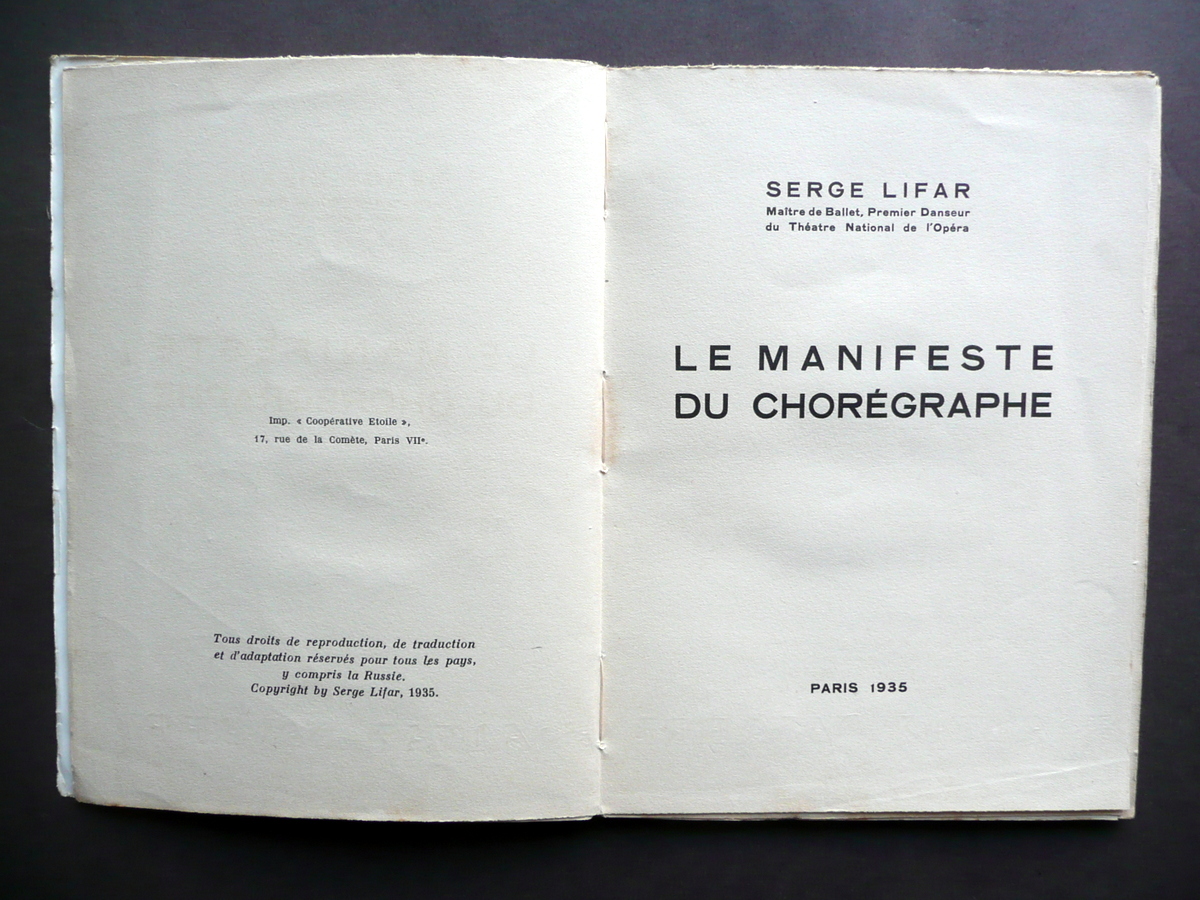 Imp. « Coopérative Etoile »,
17, rue de la Comète, Paris VIIe.
Tous droits de reproduction, de traduction
et d'adaptation réservés pour tous les pays,
y compris la Russie.
Copyright by Serge Lifar, 1935.
SERGE LIFAR
Maître de Ballet, Premier Danseur
du Théatre National de l'Opéra
LE MANIFESTE
DU CHORÉGRAPHE
PARIS 1935